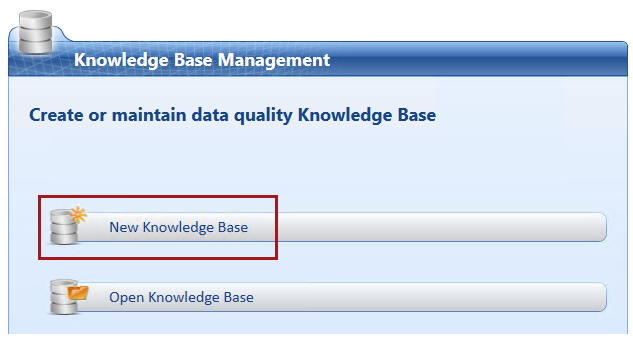 Knowledge Base Management
Create or maintain data quality Knowledge Base
New Knowledge Base
Open Knowledge Base